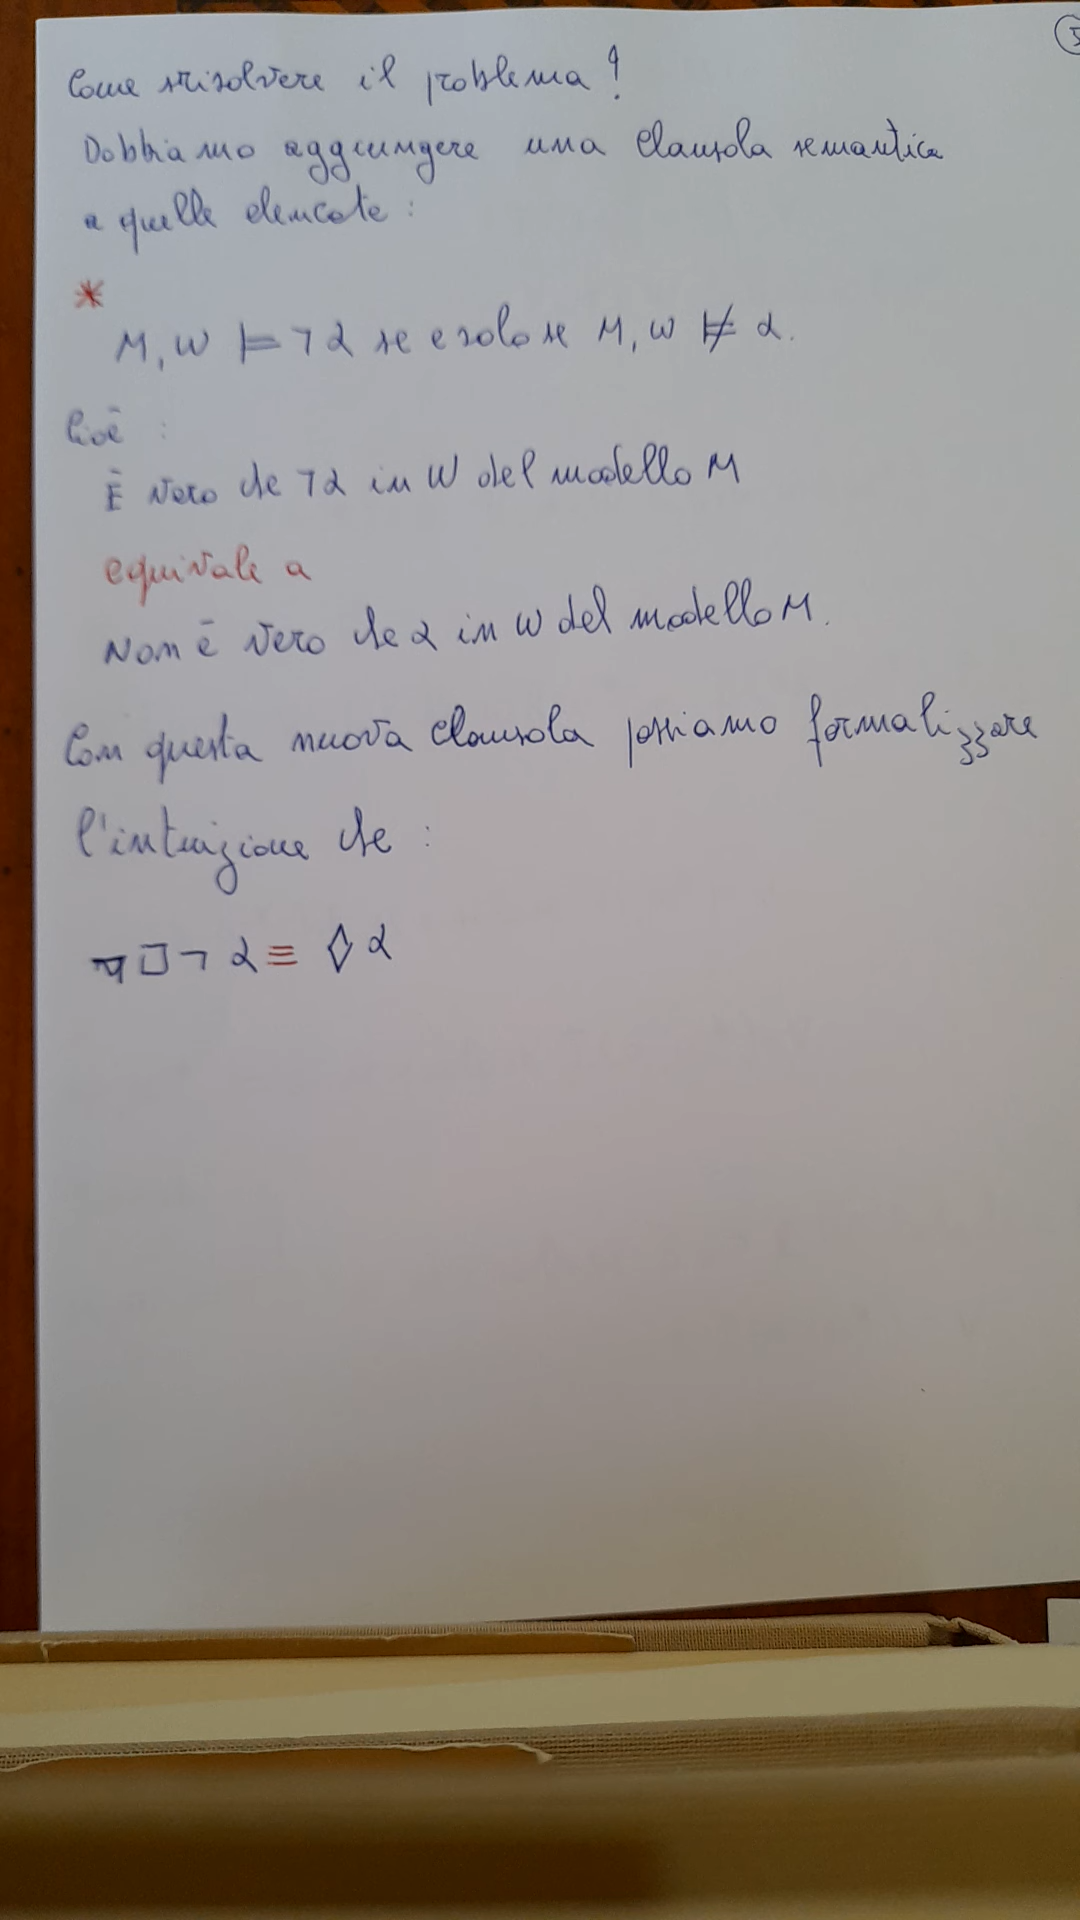 Come risolvere il problema?
Dobbiamo aggiungere una clausola semantica
a quelle elencate:
*
M, W ⊨ ¬α se e solo se M, W ⊭ α.
Cioè:
È vero che ¬α in W del modello M
equivale a
Non è vero che α in W del modello M.
Con questa nuova clausola possiamo formalizzare
l'intuizione che:
¬□¬α ≡ ◊α